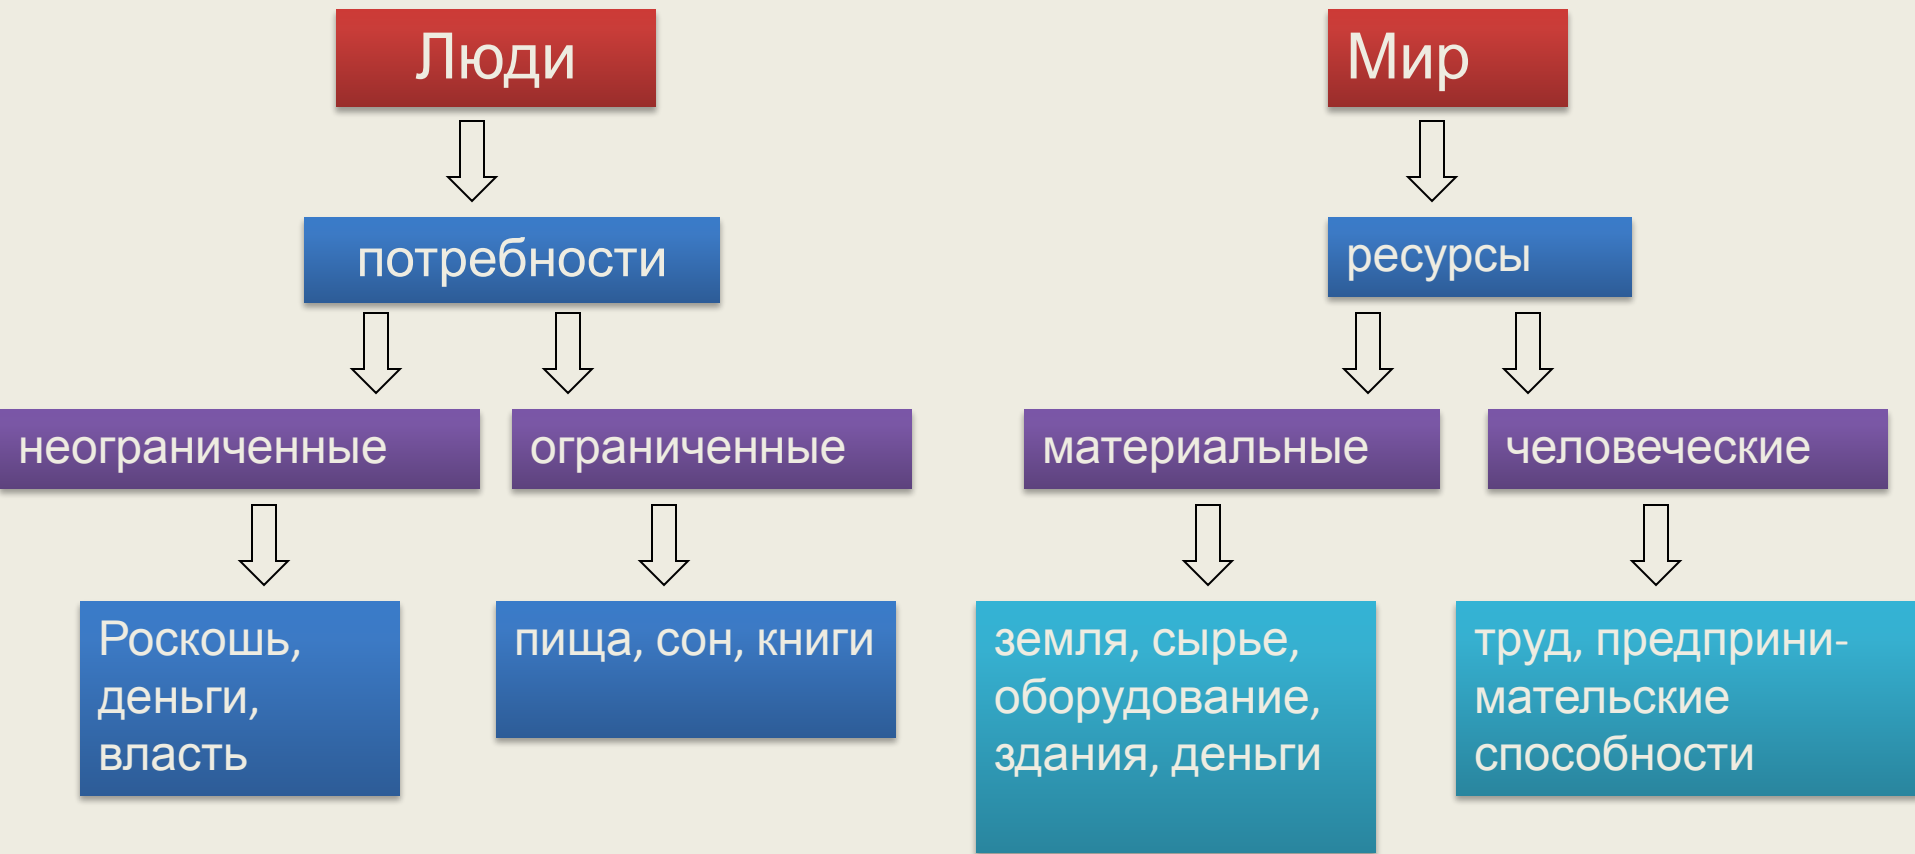 Люди
Мир
потребности
ресурсы
неограниченные
ограниченные
материальные
человеческие
Роскошь,
деньги,
власть
пища, сон, книги
земля, сырье,
оборудование,
здания, деньги
труд, предприни-
мательские
способности